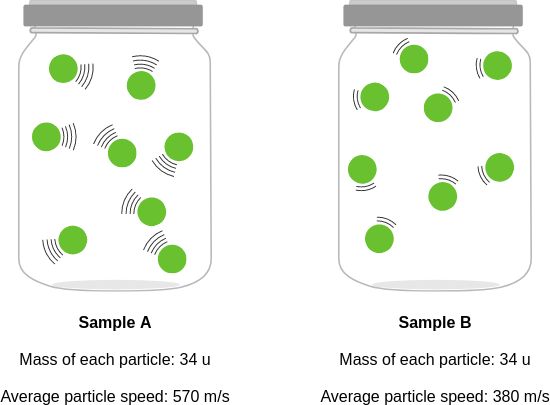 Sample A
Mass of each particle: 34 u
Average particle speed: 570 m/s
Sample B
Mass of each particle: 34 u
Average particle speed: 380 m/s